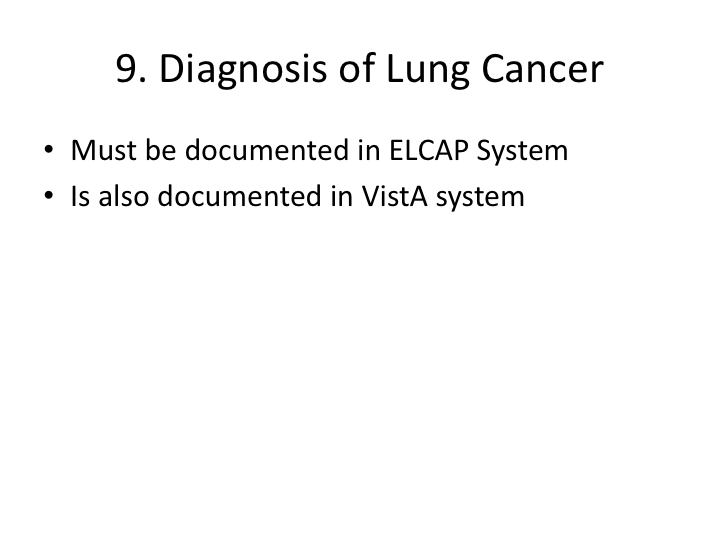 9. Diagnosis of Lung Cancer
• Must be documented in ELCAP System
• Is also documented in VistA system